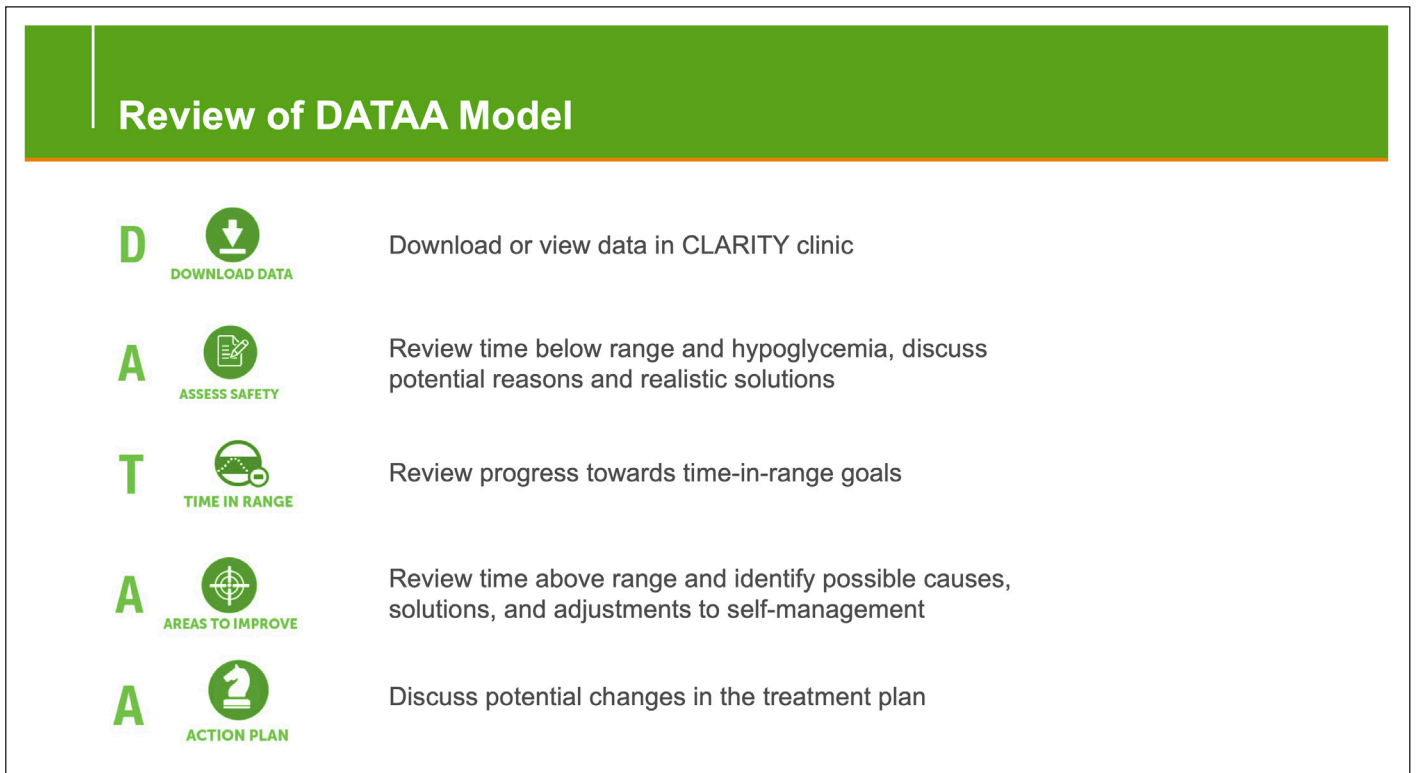 Review of DATAA Model
D
DOWNLOAD DATA
Download or view data in CLARITY clinic
A
ASSESS SAFETY
Review time below range and hypoglycemia, discuss
potential reasons and realistic solutions
T
TIME IN RANGE
Review progress towards time-in-range goals
A
AREAS TO IMPROVE
Review time above range and identify possible causes,
solutions, and adjustments to self-management
A
ACTION PLAN
Discuss potential changes in the treatment plan